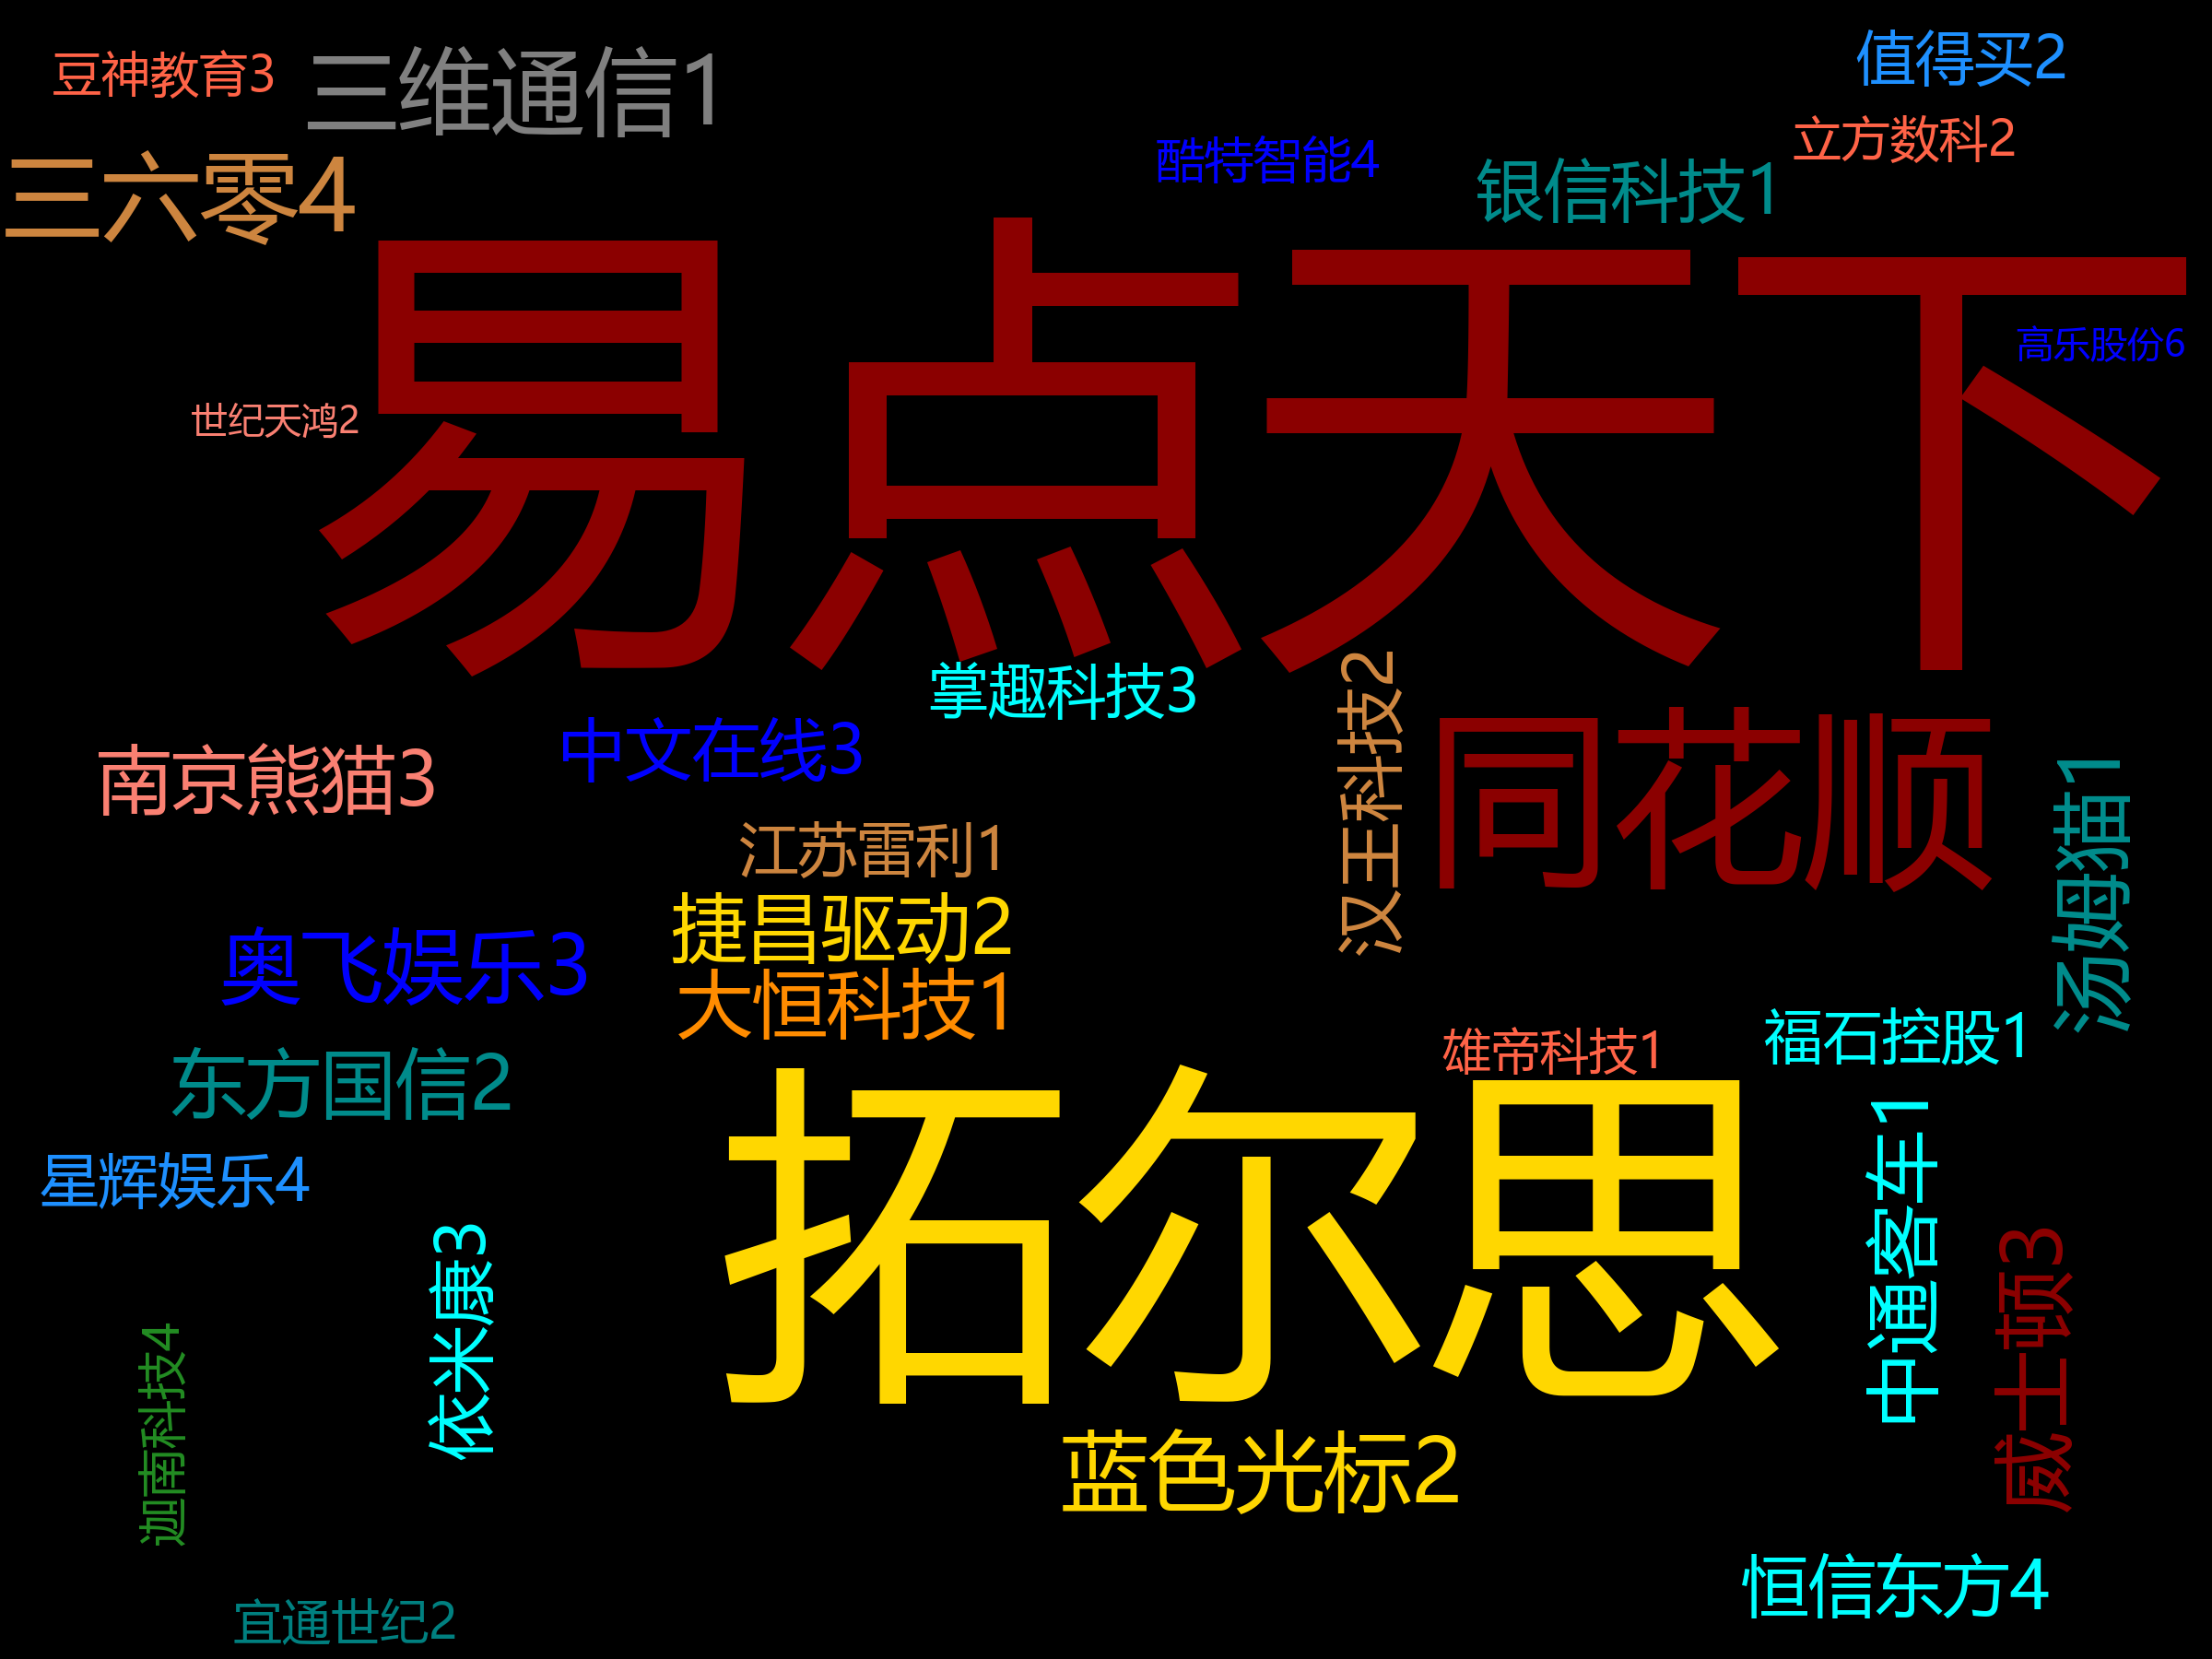 值得买2
豆神教育3
三维通信1
立方数科2
酷特智能4
银信科技1
三六零4
易点天下
高乐股份6
世纪天鸿2
掌趣科技3
汉王科技2
同花顺
中文在线3
南京熊猫3
汤姆猫1
江苏雷利1
捷昌驱动2
奥飞娱乐3
大恒科技1
福石控股1
雄帝科技1
东方国信2
拓尔思
星辉娱乐4
中通客车1
依米康3
威士顿3
迦南科技4
蓝色光标2
恒信东方4
宜通世纪2